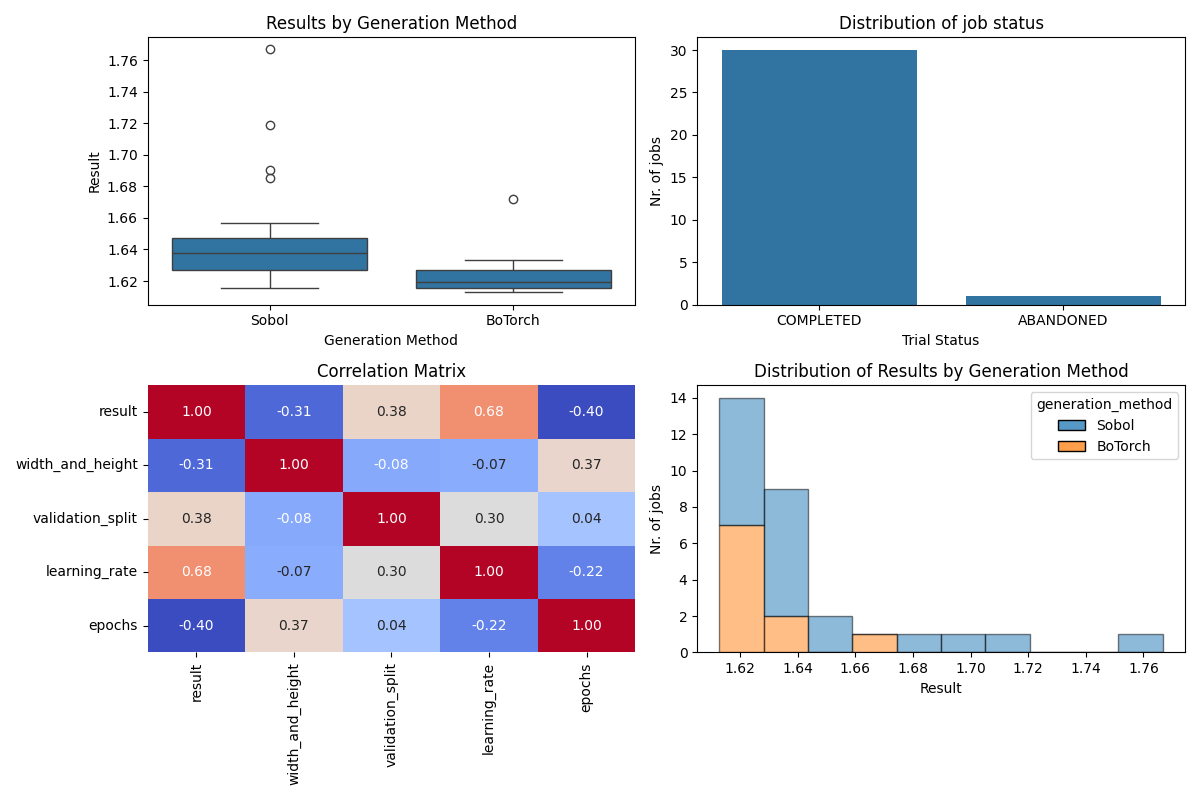 Results by Generation Method
1.76
1.74
1.72
1.70
1.68
1.66
1.64
1.62
Result
Sobol
BoTorch
Generation Method
Distribution of job status
30
25
20
15
10
5
0
Nr. of jobs
COMPLETED
ABANDONED
Trial Status
Correlation Matrix
result 1.00 -0.31 0.38 0.68 -0.40
width_and_height -0.31 1.00 -0.08 -0.07 0.37
validation_split 0.38 -0.08 1.00 0.30 0.04
learning_rate 0.68 -0.07 0.30 1.00 -0.22
epochs -0.40 0.37 0.04 -0.22 1.00
result
width_and_height
validation_split
learning_rate
epochs
Distribution of Results by Generation Method
generation_method
Sobol
BoTorch
14
12
10
8
6
4
2
0
Nr. of jobs
1.62 1.64 1.66 1.68 1.70 1.72 1.74 1.76
Result